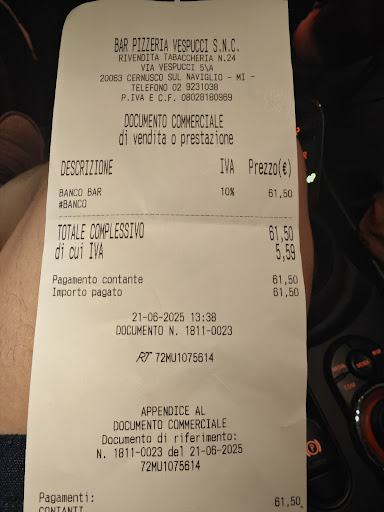 BAR PIZZERIA VESPUCCI S.N.C.
RIVENDITA TABACCHERIA N.24
VIA VESPUCCI 5\A
20063 CERNUSCO SUL NAVIGLIO - MI -
TELEFONO 02 9231038
P.IVA E C.F. 08028180969
DOCUMENTO COMMERCIALE
di vendita o prestazione
DESCRIZIONE IVA Prezzo(€)
BANCO BAR 10% 61,50
#BANCO
TOTALE COMPLESSIVO 61,50
di cui IVA 5,59
Pagamento contante 61,50
Importo pagato 61,50
21-06-2025 13:38
DOCUMENTO N. 1811-0023
RT 72MU1075614
APPENDICE AL
DOCUMENTO COMMERCIALE
Documento di riferimento:
N. 1811-0023 del 21-06-2025
72MU1075614
Pagamenti: 61,50
CONTANTI